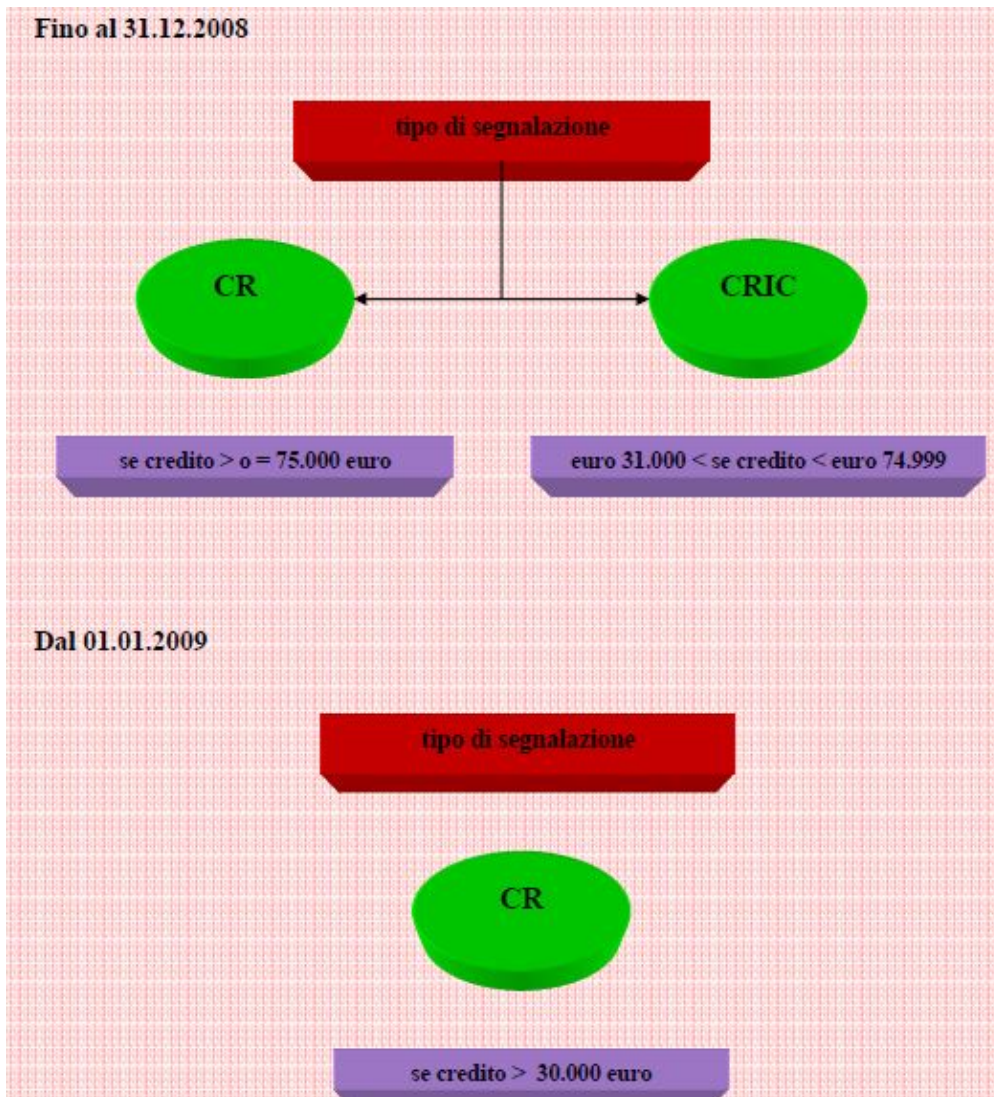 Fino al 31.12.2008
tipo di segnalazione
CR
CRIC
se credito > o = 75.000 euro
euro 31.000 < se credito < euro 74.999
Dal 01.01.2009
tipo di segnalazione
CR
se credito > 30.000 euro